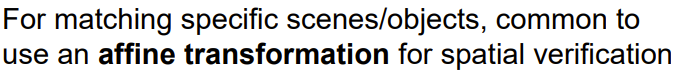 For matching specific scenes/objects, common to
use an affine transformation for spatial verification